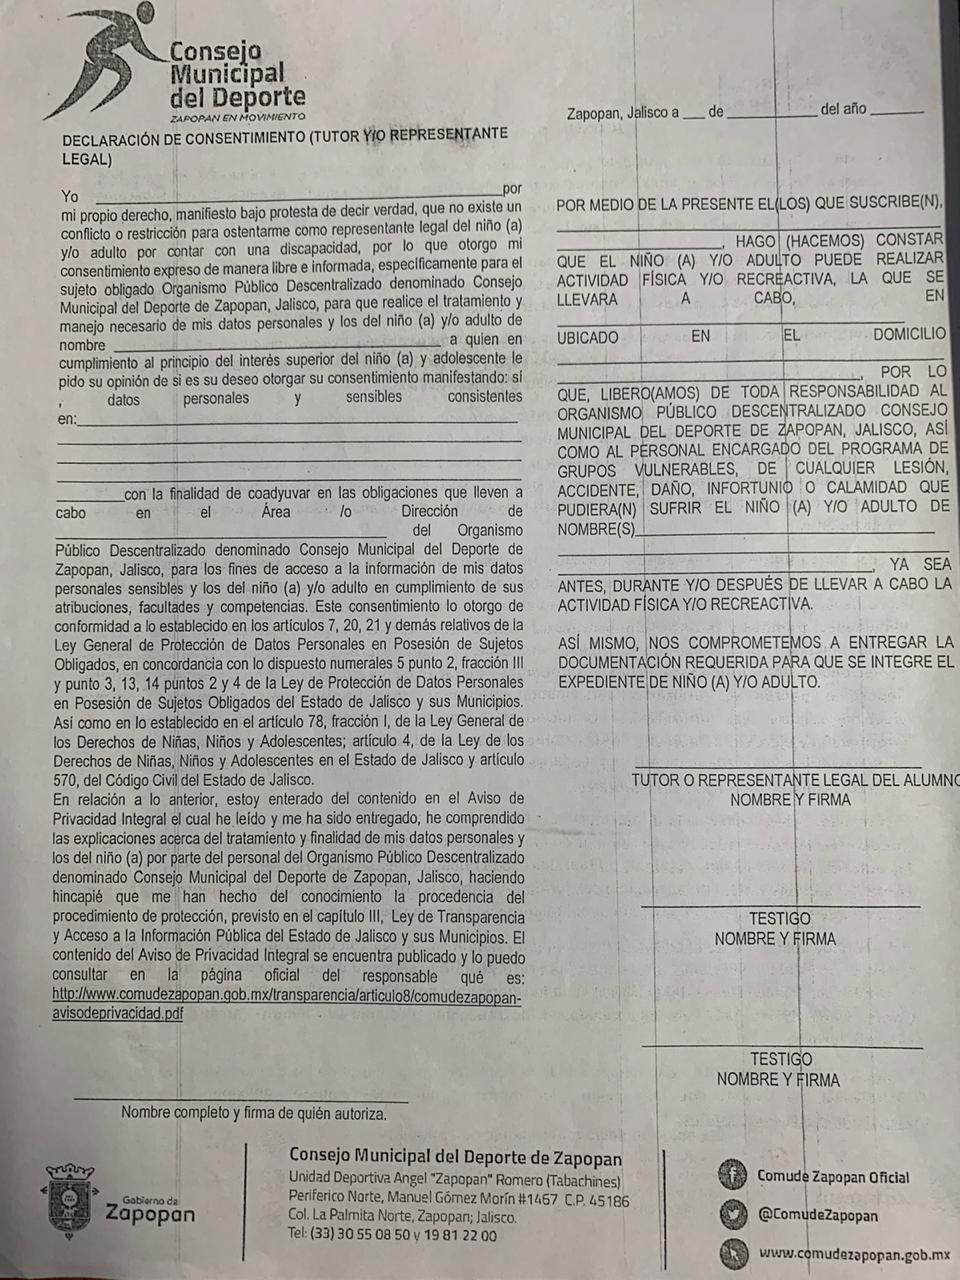 Consejo
Municipal
del Deporte
ZAPOPAN EN MOVIMIENTO
DECLARACIÓN DE CONSENTIMIENTO (TUTOR Y/O REPRESENTANTE
LEGAL)
Yo ______________________ por
mi propio derecho, manifiesto bajo protesta de decir verdad, que no existe un
conflicto o restricción para ostentarme como representante legal del niño (a)
y/o adulto por contar con una discapacidad, por lo que otorgo mi
consentimiento expreso de manera libre e informada, específicamente para el
sujeto obligado Organismo Público Descentralizado denominado Consejo
Municipal del Deporte de Zapopan, Jalisco, para que realice el tratamiento y
manejo necesario de mis datos personales y los del niño (a) y/o adulto de
nombre ______________________ a quien en
cumplimiento al principio del interés superior del niño (a) y adolescente le
pido su opinión de si es su deseo otorgar su consentimiento manifestando: sí
, datos personales y sensibles consistentes
en: ______________________
________con la finalidad de coadyuvar en las obligaciones que lleven a
cabo en el Área /o Dirección de
______________________ del Organismo
Público Descentralizado denominado Consejo Municipal del Deporte de
Zapopan, Jalisco, para los fines de acceso a la información de mis datos
personales sensibles y los del niño (a) y/o adulto en cumplimiento de sus
atribuciones, facultades y competencias. Este consentimiento lo otorgo de
conformidad a lo establecido en los artículos 7, 20, 21 y demás relativos de la
Ley General de Protección de Datos Personales en Posesión de Sujetos
Obligados, en concordancia con lo dispuesto numerales 5 punto 2, fracción III
y punto 3, 13, 14 puntos 2 y 4 de la Ley de Protección de Datos Personales
en Posesión de Sujetos Obligados del Estado de Jalisco y sus Municipios.
Así como en lo establecido en el artículo 78, fracción I, de la Ley General de
los Derechos de Niñas, Niños y Adolescentes; artículo 4, de la Ley de los
Derechos de Niñas, Niños y Adolescentes en el Estado de Jalisco y artículo
570, del Código Civil del Estado de Jalisco.
En relación a lo anterior, estoy enterado del contenido en el Aviso de
Privacidad Integral el cual he leído y me ha sido entregado, he comprendido
las explicaciones acerca del tratamiento y finalidad de mis datos personales y
los del niño (a) por parte del personal del Organismo Público Descentralizado
denominado Consejo Municipal del Deporte de Zapopan, Jalisco, haciendo
hincapié que me han hecho del conocimiento la procedencia del
procedimiento de protección, previsto en el capítulo III, Ley de Transparencia
y Acceso a la Información Pública del Estado de Jalisco y sus Municipios. El
contenido del Aviso de Privacidad Integral se encuentra publicado y lo puedo
consultar en la página oficial del responsable qué es:
http://www.comudezapopan.gob.mx/transparencia/articulo8/comudezapopan-
avisodeprivacidad.pdf
Nombre completo y firma de quién autoriza.
Zapopan, Jalisco a ___ de __________ del año ______
POR MEDIO DE LA PRESENTE EL(LOS) QUE SUSCRIBE(N),
______________________, HAGO (HACEMOS) CONSTAR
QUE EL NIÑO (A) Y/O ADULTO PUEDE REALIZAR
ACTIVIDAD FÍSICA Y/O RECREACTIVA, LA QUE SE
LLEVARA A CABO, EN
______________________
UBICADO EN EL DOMICILIO
______________________, POR LO
QUE, LIBERO(AMOS) DE TODA RESPONSABILIDAD AL
ORGANISMO PÚBLICO DESCENTRALIZADO CONSEJO
MUNICIPAL DEL DEPORTE DE ZAPOPAN, JALISCO, ASÍ
COMO AL PERSONAL ENCARGADO DEL PROGRAMA DE
GRUPOS VULNERABLES, DE CUALQUIER LESIÓN,
ACCIDENTE, DAÑO, INFORTUNIO O CALAMIDAD QUE
PUDIERA(N) SUFRIR EL NIÑO (A) Y/O ADULTO DE
NOMBRE(S)______________________
______________________, YA SEA
ANTES, DURANTE Y/O DESPUÉS DE LLEVAR A CABO LA
ACTIVIDAD FÍSICA Y/O RECREACTIVA.
ASÍ MISMO, NOS COMPROMETEMOS A ENTREGAR LA
DOCUMENTACIÓN REQUERIDA PARA QUE SE INTEGRE EL
EXPEDIENTE DE NIÑO (A) Y/O ADULTO.
TUTOR O REPRESENTANTE LEGAL DEL ALUMNO
NOMBRE Y FIRMA
TESTIGO
NOMBRE Y FIRMA
TESTIGO
NOMBRE Y FIRMA
Gobierno de
Zapopan
Consejo Municipal del Deporte de Zapopan
Unidad Deportiva Angel "Zapopan" Romero (Tabachines)
Periferico Norte, Manuel Gómez Morín #1467 C.P. 45186
Col. La Palmita Norte, Zapopan; Jalisco.
Tel: (33) 30 55 08 50 y 19 81 22 00
Comude Zapopan Oficial
@ComudeZapopan
www.comudezapopan.gob.mx